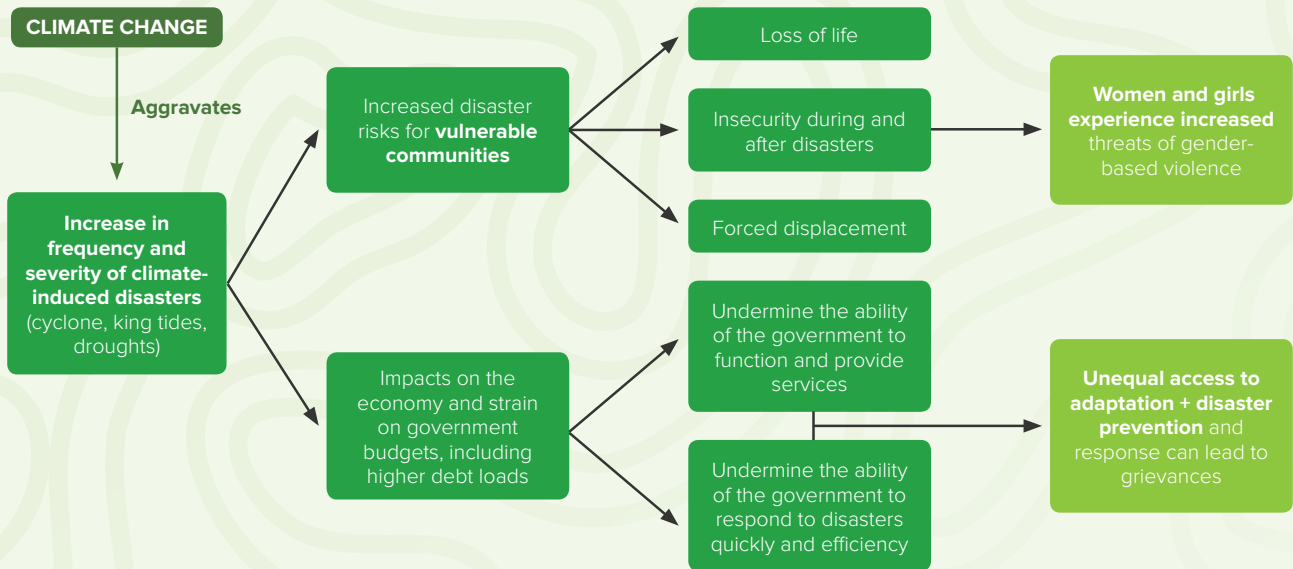 CLIMATE CHANGE
Aggravates
Increase in
frequency and
severity of climate-
induced disasters
(cyclone, king tides,
droughts)
Increased disaster
risks for vulnerable
communities
Impacts on the
economy and strain
on government
budgets, including
higher debt loads
Loss of life
Insecurity during and
after disasters
Forced displacement
Undermine the ability
of the government to
function and provide
services
Undermine the ability
of the government to
respond to disasters
quickly and efficiency
Women and girls
experience increased
threats of gender-
based violence
Unequal access to
adaptation + disaster
prevention and
response can lead to
grievances